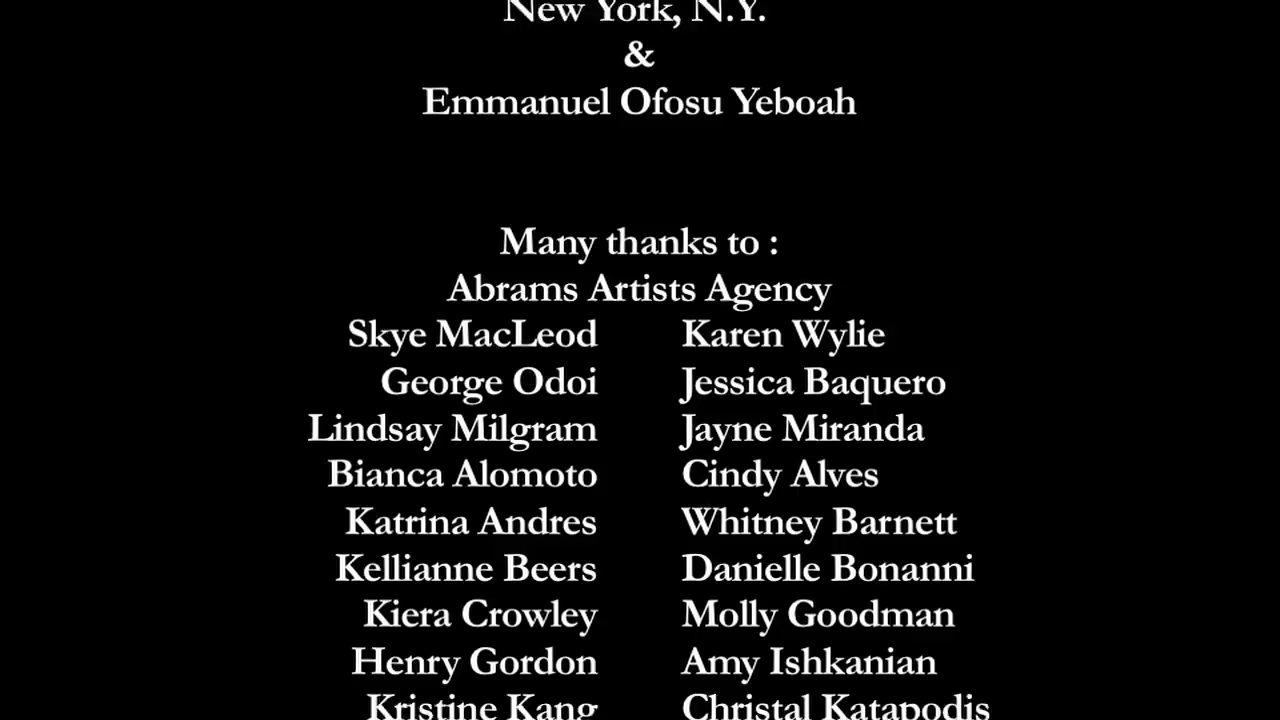 New York, N.Y.
&
Emmanuel Ofosu Yeboah
Many thanks to :
Abrams Artists Agency
Skye MacLeod Karen Wylie
George Odoi Jessica Baquero
Lindsay Milgram Jayne Miranda
Bianca Alomoto Cindy Alves
Katrina Andres Whitney Barnett
Kellianne Beers Danielle Bonanni
Kiera Crowley Molly Goodman
Henry Gordon Amy Ishkanian
Kristine Kang Christal Katapodis